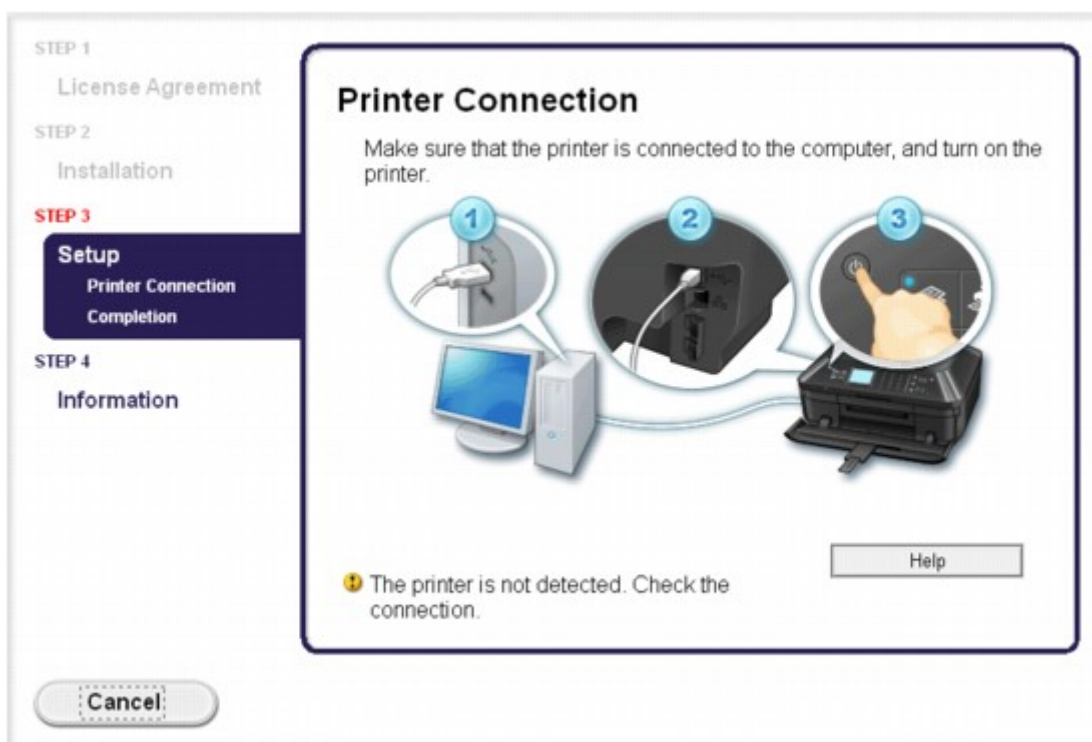 STEP 1
License Agreement
STEP 2
Installation
STEP 3
Setup
Printer Connection
Completion
STEP 4
Information
Printer Connection
Make sure that the printer is connected to the computer, and turn on the
printer.
1
2
3
Help
The printer is not detected. Check the
connection.
Cancel